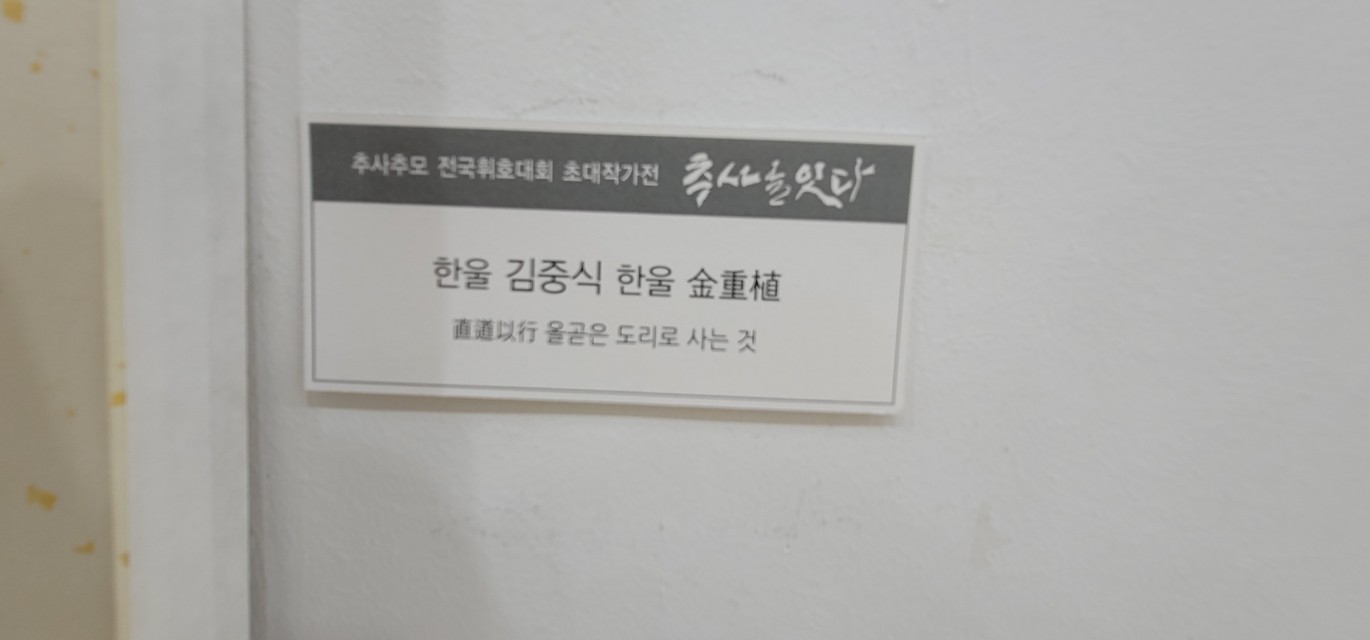 추사추모 전국휘호대회 초대작가전 추사를 잇다
한울 김중식 한울 金重植
直道以行 올곧은 도리로 사는 것